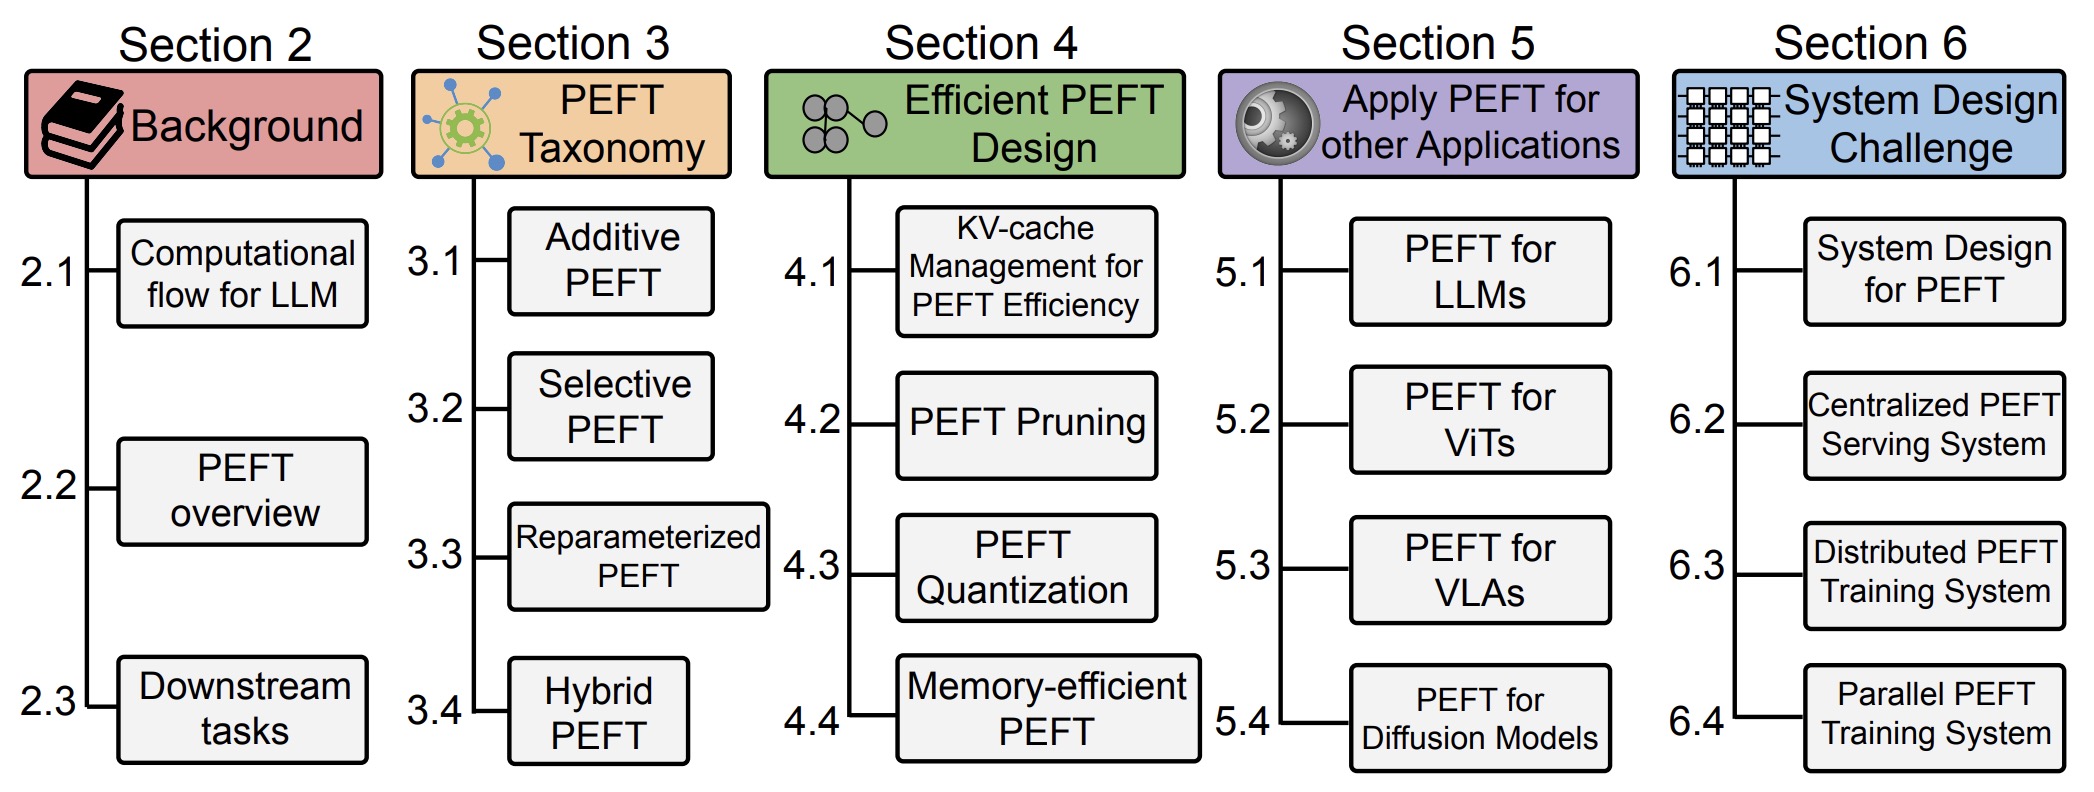 Section 2
Background
2.1
Computational
flow for LLM
2.2
PEFT
overview
2.3
Downstream
tasks
Section 3
PEFT
Taxonomy
3.1
Additive
PEFT
3.2
Selective
PEFT
3.3
Reparameterized
PEFT
3.4
Hybrid
PEFT
Section 4
Efficient PEFT
Design
4.1
KV-cache
Management for
PEFT Efficiency
4.2
PEFT Pruning
4.3
PEFT
Quantization
4.4
Memory-efficient
PEFT
Section 5
Apply PEFT for
other Applications
5.1
PEFT for
LLMs
5.2
PEFT for
ViTs
5.3
PEFT for
VLAs
5.4
PEFT for
Diffusion Models
Section 6
System Design
Challenge
6.1
System Design
for PEFT
6.2
Centralized PEFT
Serving System
6.3
Distributed PEFT
Training System
6.4
Parallel PEFT
Training System